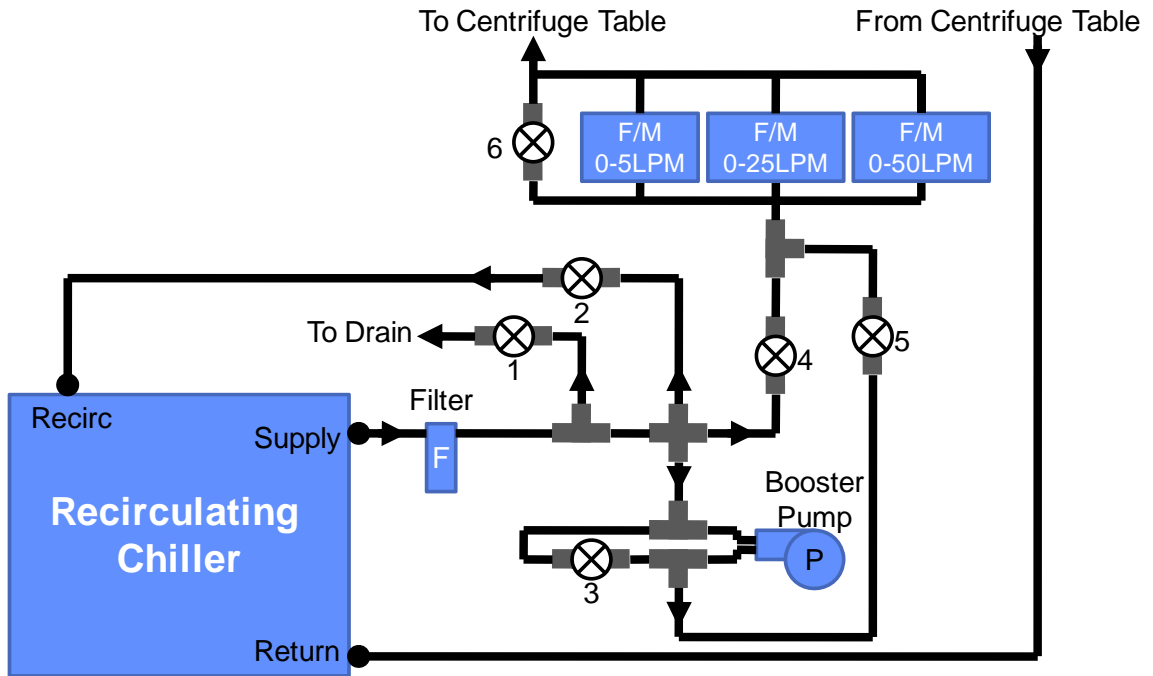 To Centrifuge Table
From Centrifuge Table
F/M
0-5LPM
F/M
0-25LPM
F/M
0-50LPM
6
2
To Drain
1
4
5
Recirc
Filter
Supply
F
Recirculating
Chiller
Booster
Pump
P
3
Return